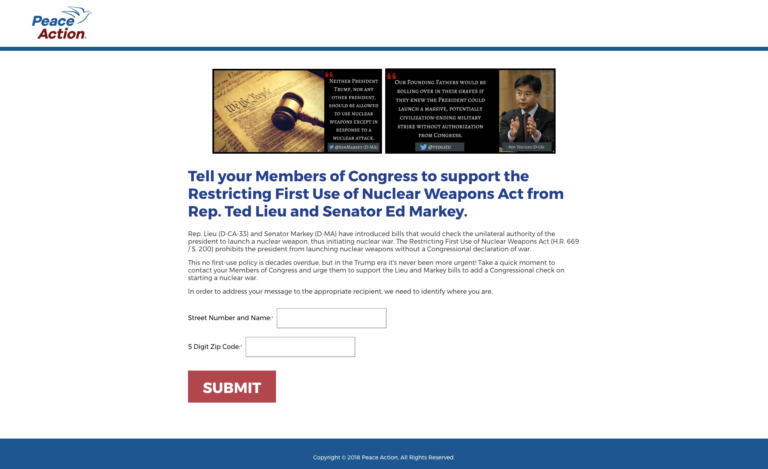 Peace
Action.
We the People
NEITHER PRESIDENT
TRUMP, NOR ANY
OTHER PRESIDENT,
SHOULD BE ALLOWED
TO USE NUCLEAR
WEAPONS EXCEPT IN
RESPONSE TO A
NUCLEAR ATTACK.
@SENMARKEY (D-MA)
OUR FOUNDING FATHERS WOULD BE
ROLLING OVER IN THEIR GRAVES IF
THEY KNEW THE PRESIDENT COULD
LAUNCH A MASSIVE, POTENTIALLY
CIVILIZATION-ENDING MILITARY
STRIKE WITHOUT AUTHORIZATION
FROM CONGRESS.
@TEDLIEU
REP. TED LIEU (D-CA)
Tell your Members of Congress to support the
Restricting First Use of Nuclear Weapons Act from
Rep. Ted Lieu and Senator Ed Markey.
Rep. Lieu (D-CA-33) and Senator Markey (D-MA) have introduced bills that would check the unilateral authority of the
president to launch a nuclear weapon, thus initiating nuclear war. The Restricting First Use of Nuclear Weapons Act (H.R. 669
/ S. 200) prohibits the president from launching nuclear weapons without a Congressional declaration of war.
This no first-use policy is decades overdue, but in the Trump era it's never been more urgent! Take a quick moment to
contact your Members of Congress and urge them to support the Lieu and Markey bills to add a Congressional check on
starting a nuclear war.
In order to address your message to the appropriate recipient, we need to identify where you are.
Street Number and Name:*
5 Digit Zip Code:*
SUBMIT
Copyright © 2018 Peace Action, All Rights Reserved.